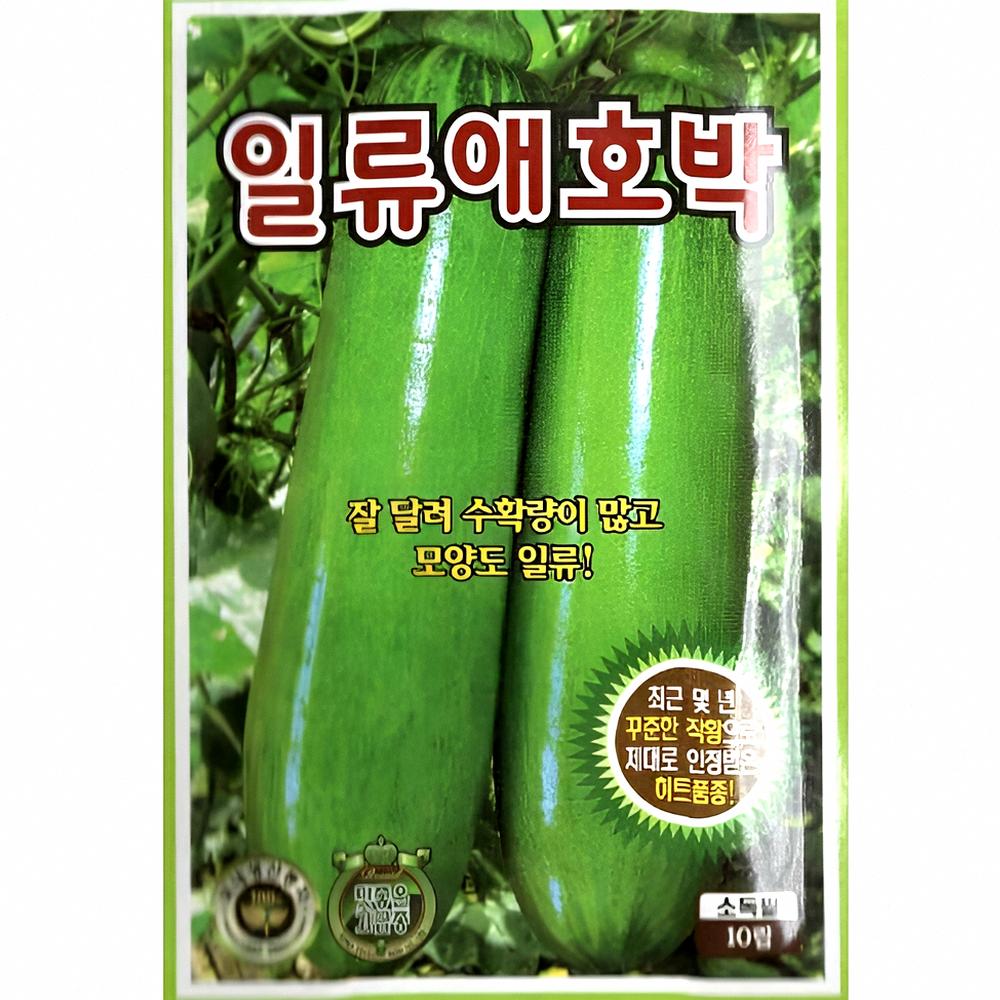 일류애호박
잘 달려 수확량이 많고
모양도 일류!
최근 몇 년
꾸준한 작황으로
제대로 인정받은
히트품종!
소독필
10립